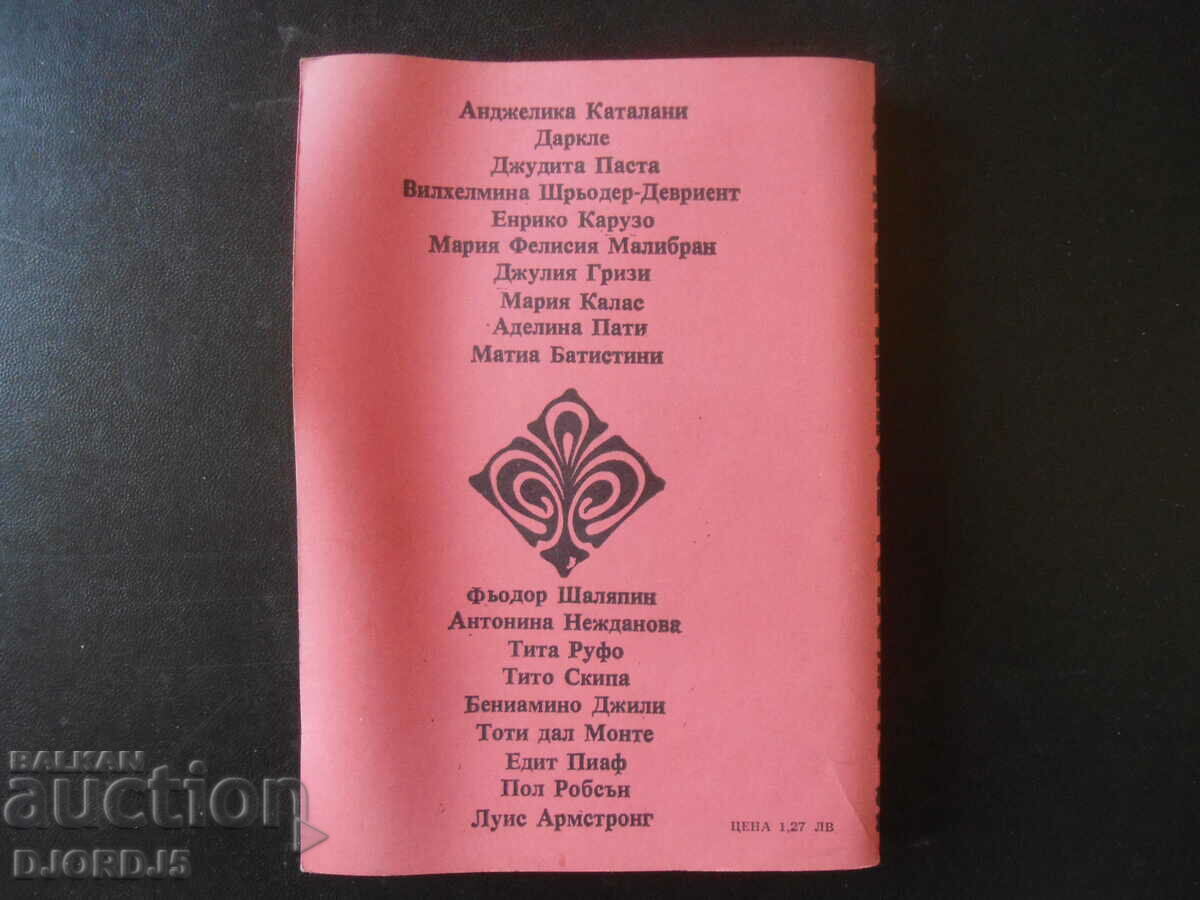 Анджелика Каталани
Даркле
Джудита Паста
Вилхелмина Шрьодер-Девриент
Енрико Карузо
Мария Фелисия Малибран
Джулия Гризи
Мария Калас
Аделина Пати
Матиа Батистини
Фьодор Шаляпин
Антонина Нежданова
Тита Руфо
Тито Скипа
Бениамино Джили
Тоти дал Монте
Едит Пиаф
Пол Робсън
Луис Армстронг
ЦЕНА 1,27 ЛВ
BALKAN
auction
DJORDJ5